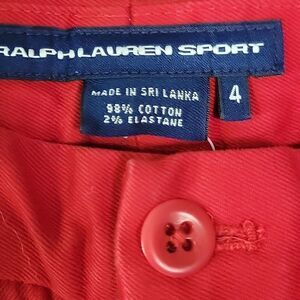 RALPH LAUREN SPORT
MADE IN SRI LANKA
98% COTTON
2% ELASTANE
4